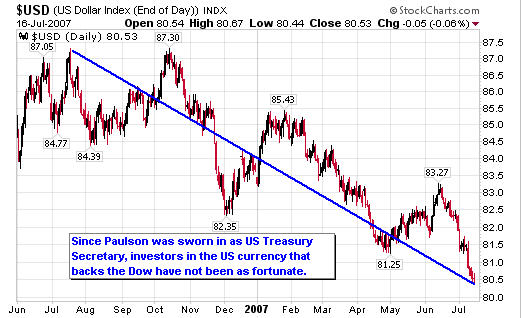 $USD (US Dollar Index (End of Day)) INDX
© StockCharts.com
16-Jul-2007
Open 80.54 High 80.67 Low 80.44 Close 80.53 Chg -0.05 (-0.06%)
$USD (Daily) 80.53
87.05
87.30
84.77
84.39
85.43
82.35
83.27
81.25
87.5
87.0
86.5
86.0
85.5
85.0
84.5
84.0
83.5
83.0
82.5
82.0
81.5
81.0
80.5
80.0
Since Paulson was sworn in as US Treasury
Secretary, investors in the US currency that
backs the Dow have not been as fortunate.
Jun Jul Aug Sep Oct Nov Dec 2007 Feb Mar Apr May Jun Jul